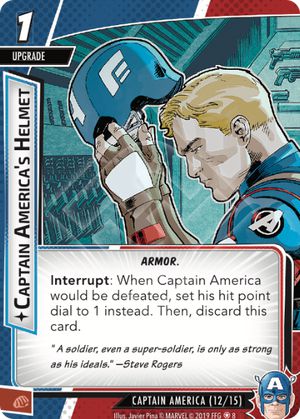 1
UPGRADE
CAPTAIN AMERICA'S HELMET
ARMOR.
Interrupt: When Captain America
would be defeated, set his hit point
dial to 1 instead. Then, discard this
card.
"A soldier, even a super-soldier, is only as strong
as his ideals." —Steve Rogers
CAPTAIN AMERICA (12/15)
Illus. Javier Pina © MARVEL © 2019 FFG 8